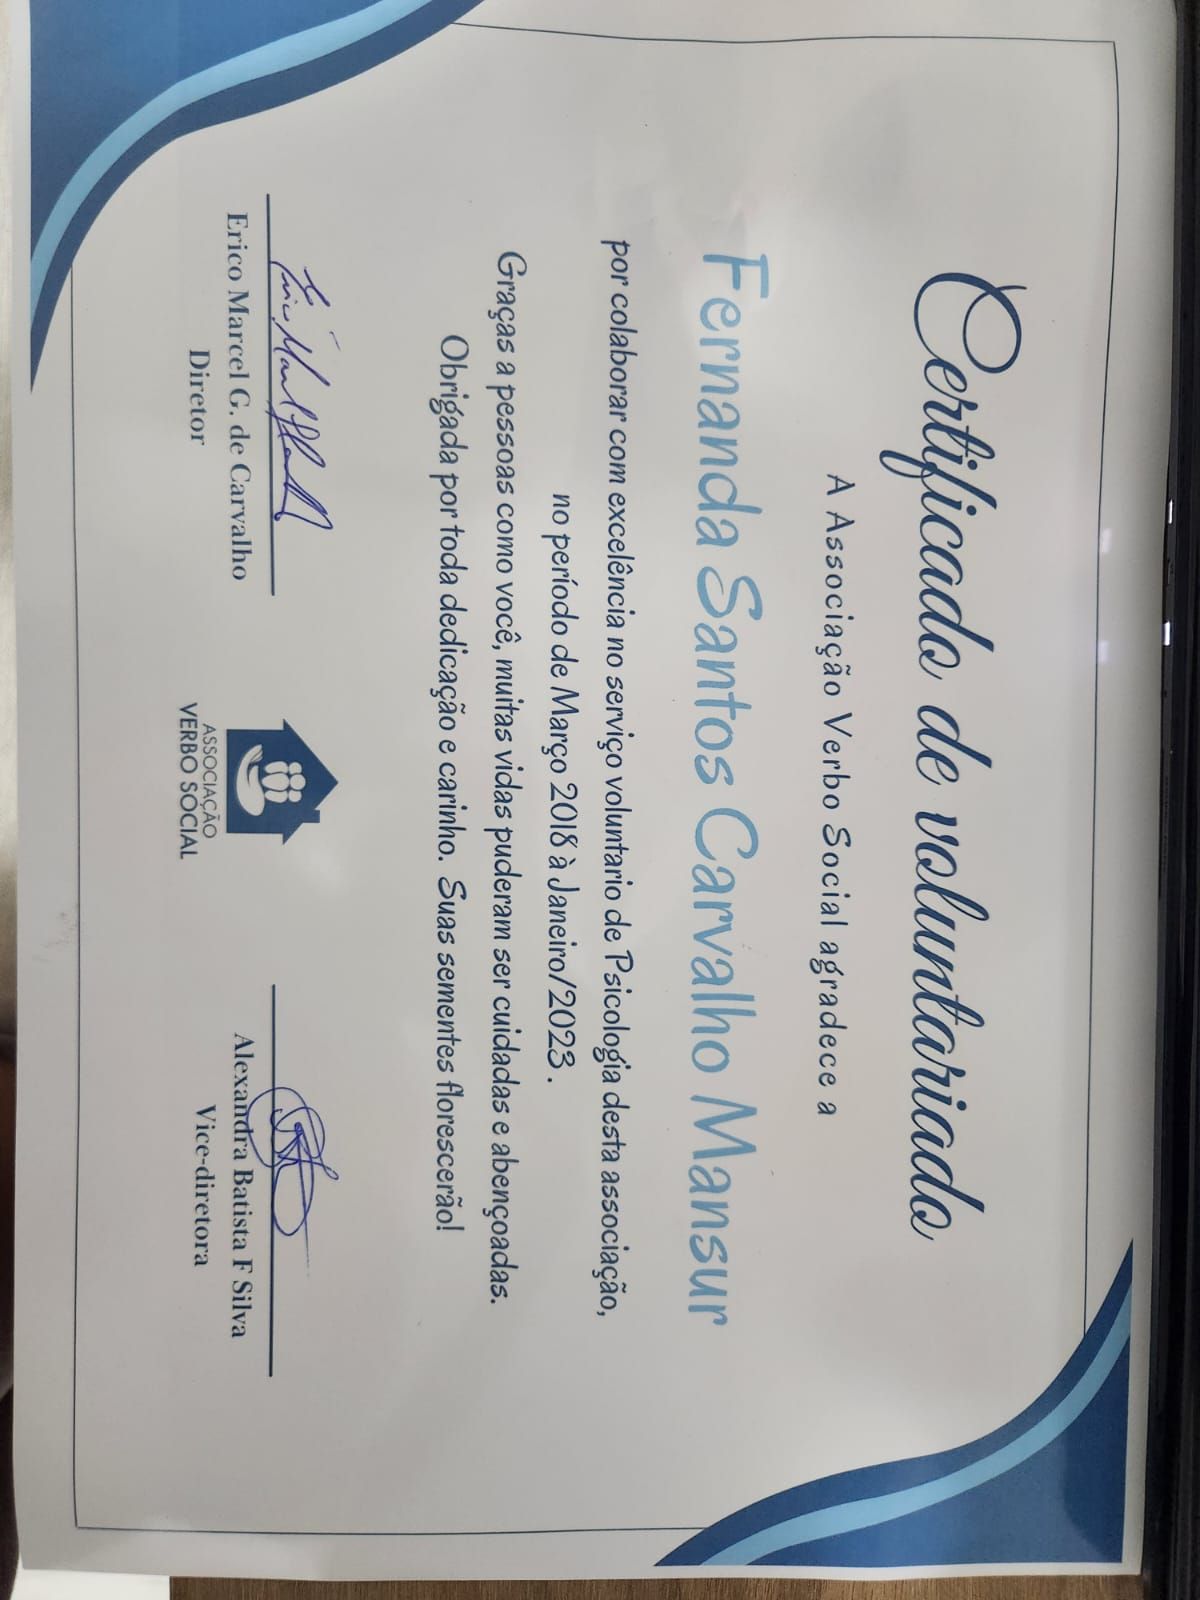 Certificado de voluntariado
A Associação Verbo Social agradece a
Fernanda Santos Carvalho Mansur
por colaborar com excelência no serviço voluntario de Psicologia desta associação,
no período de Março 2018 à Janeiro/2023.
Graças a pessoas como você, muitas vidas puderam ser cuidadas e abençoadas.
Obrigada por toda dedicação e carinho. Suas sementes florescerão!
Erico Marcel G. de Carvalho
Diretor
ASSOCIAÇÃO
VERBO SOCIAL
Alexandra Batista F Silva
Vice-diretora